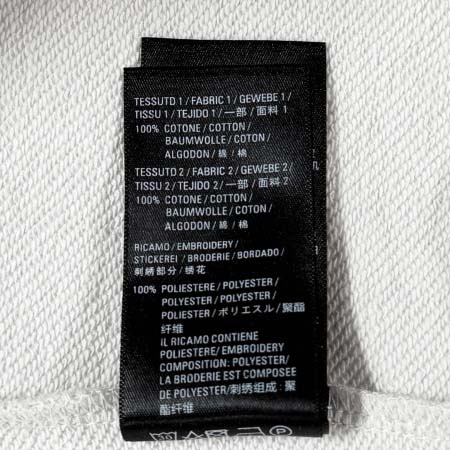 TESSUTO 1 / FABRIC 1 / GEWEBE 1 /
TISSU 1 / TEJIDO 1 / 一部 / 面料 1
100% COTONE / COTTON /
BAUMWOLLE / COTON /
ALGODON / 綿 / 棉
TESSUTO 2 / FABRIC 2 / GEWEBE 2 /
TISSU 2 / TEJIDO 2 / 一部 / 面料 2
100% COTONE / COTTON /
BAUMWOLLE / COTON /
ALGODON / 綿 / 棉
RICAMO / EMBROIDERY /
STICKEREI / BRODERIE / BORDADO /
刺繍部分 / 绣花
100% POLIESTERE / POLYESTER /
POLYESTER / POLYESTER /
POLIESTER / ポリエスル / 聚酯
纤维
IL RICAMO CONTIENE
POLIESTERE / EMBROIDERY
COMPOSITION: POLYESTER /
LA BRODERIE EST COMPOSEE
DE POLYESTER / 刺绣组成: 聚
酯纤维
30
P